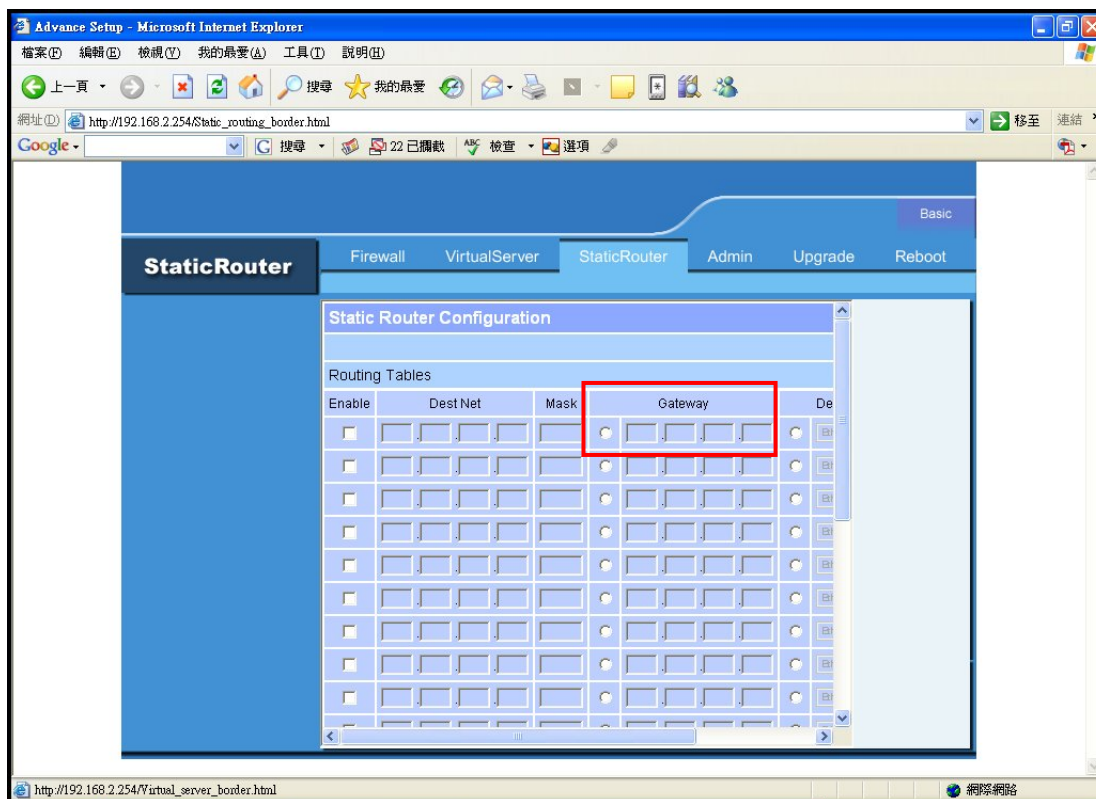 Advance Setup - Microsoft Internet Explorer
檔案(F) 編輯(E) 檢視(V) 我的最愛(A) 工具(T) 說明(H)
上一頁 搜尋 我的最愛
網址(D) http://192.168.2.254/Static_routing_border.html 移至 連結
Google 搜尋 22 已攔截 ABC 檢查 選項
Basic
StaticRouter Firewall VirtualServer StaticRouter Admin Upgrade Reboot
Static Router Configuration
Routing Tables
Enable Dest Net Mask Gateway De
http://192.168.2.254/Virtual_server_border.html 網際網路